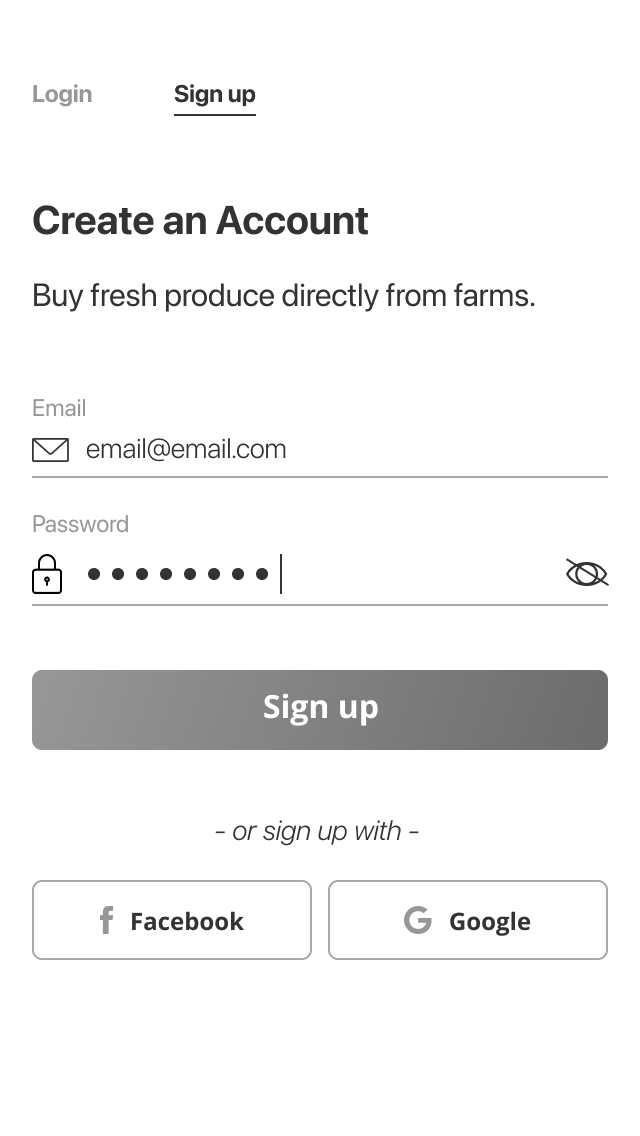 Login
Sign up
Create an Account
Buy fresh produce directly from farms.
Email
email@email.com
Password
Sign up
- or sign up with -
Facebook
Google